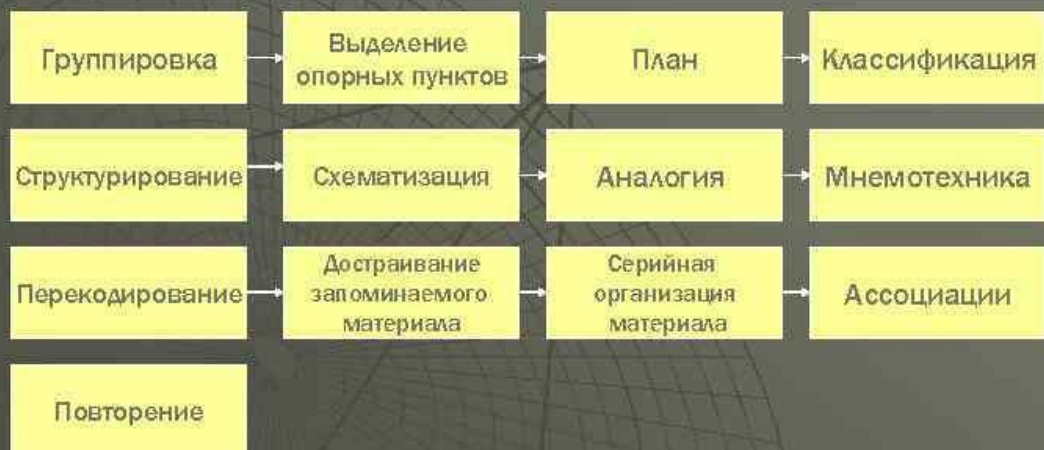 Группировка
Выделение
опорных пунктов
План
Классификация
Структурирование
Схематизация
Аналогия
Мнемотехника
Перекодирование
Достраивание
запоминаемого
материала
Серийная
организация
материала
Ассоциации
Повторение